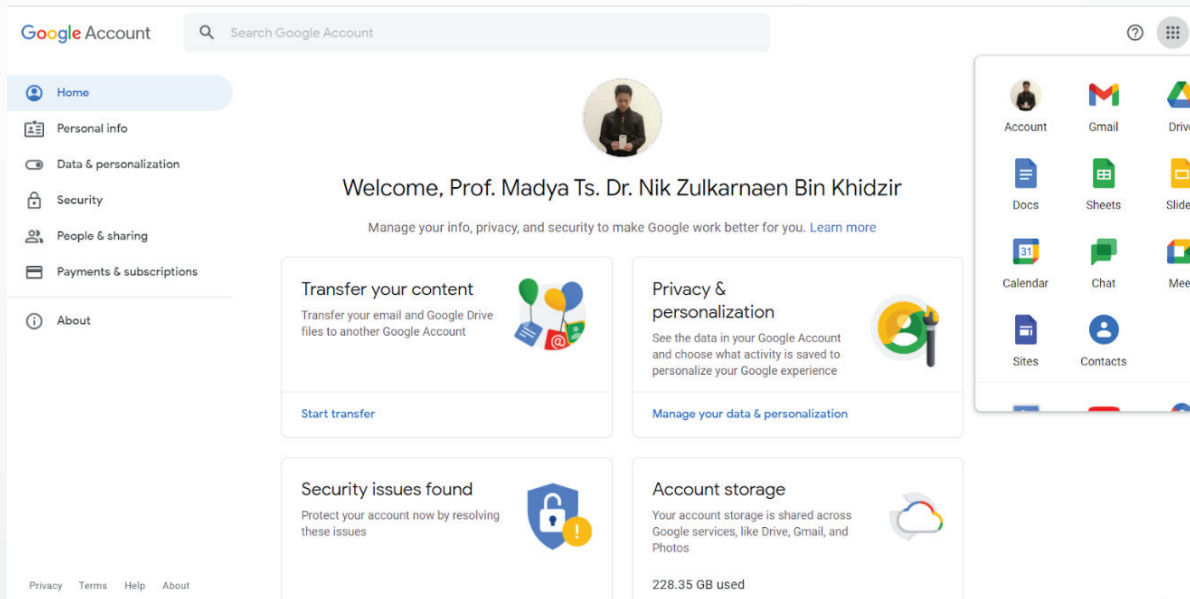 Google Account
Search Google Account
Home
Personal info
Data & personalization
Security
People & sharing
Payments & subscriptions
About
Privacy Terms Help About
Welcome, Prof. Madya Ts. Dr. Nik Zulkarnaen Bin Khidzir
Manage your info, privacy, and security to make Google work better for you. Learn more
Transfer your content
Transfer your email and Google Drive
files to another Google Account
Start transfer
Privacy &
personalization
See the data in your Google Account
and choose what activity is saved to
personalize your Google experience
Manage your data & personalization
Security issues found
Protect your account now by resolving
these issues
Account storage
Your account storage is shared across
Google services, like Drive, Gmail, and
Photos
228.35 GB used
Account Gmail Drive
Docs Sheets Slide
31
Calendar Chat Mee
Sites Contacts